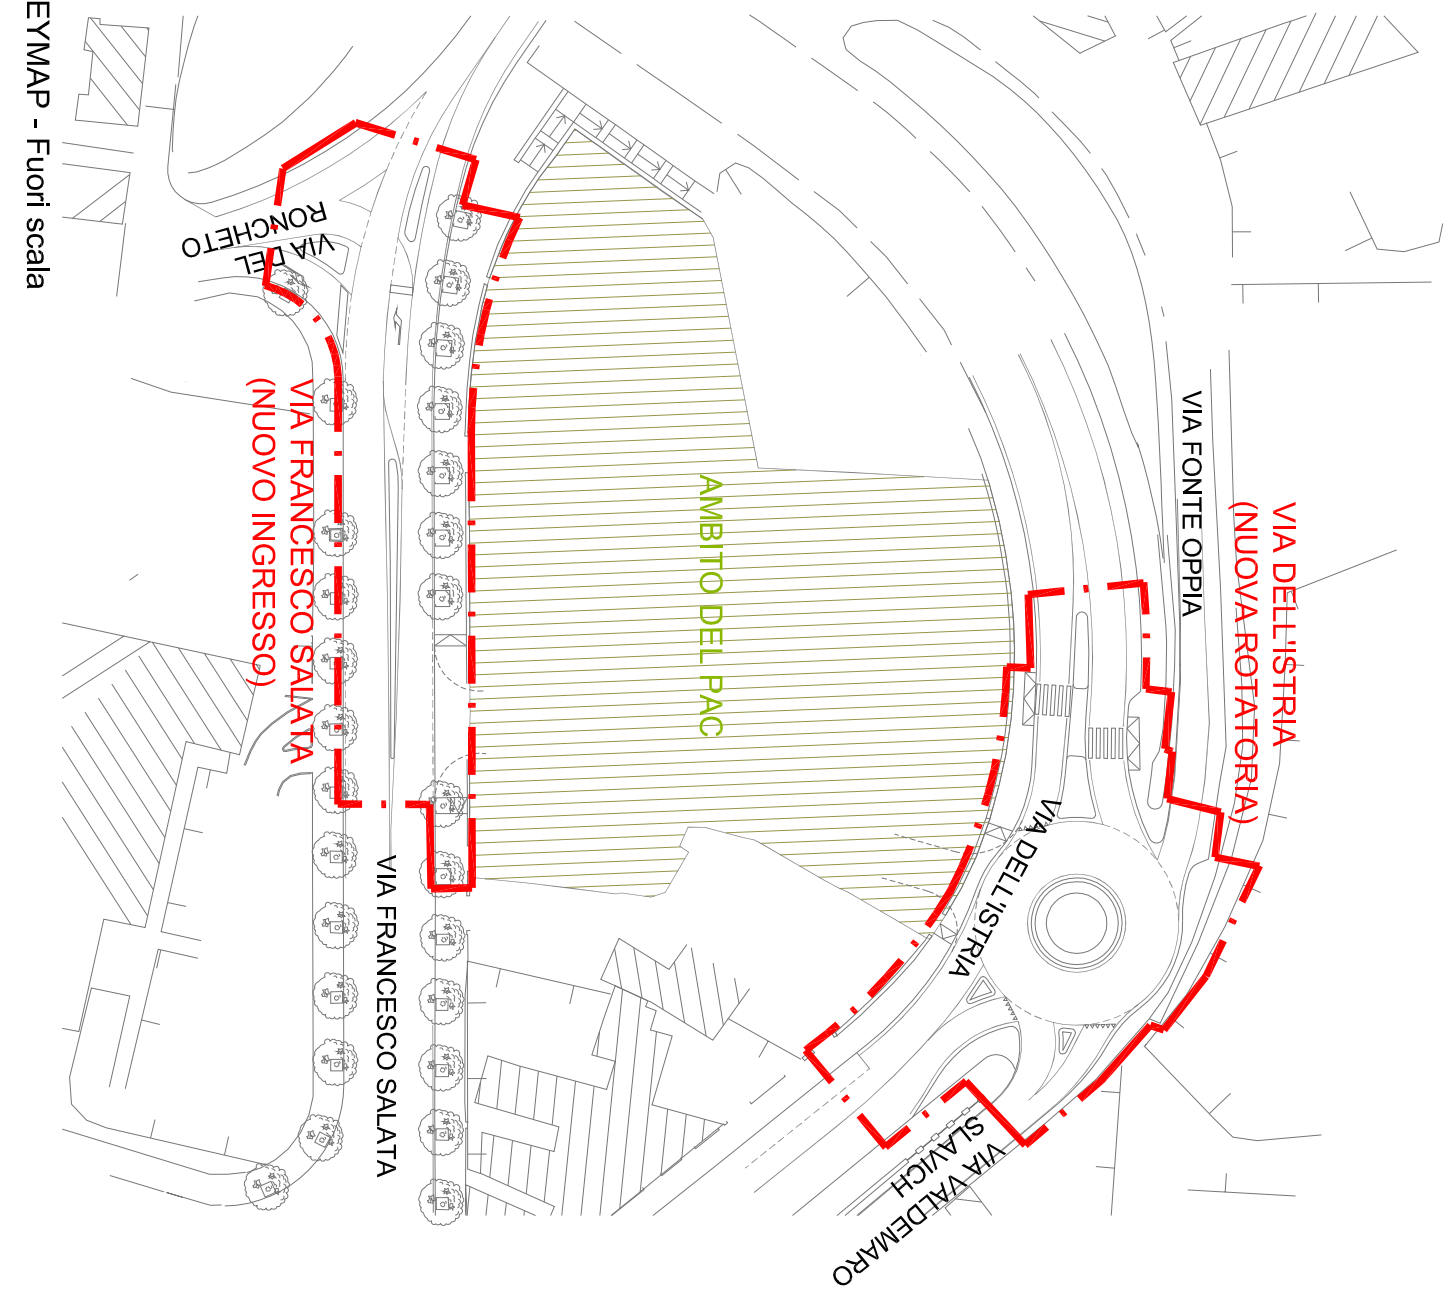 EYMAP - Fuori scala
VIA DEL
RONCHETO
VIA FRANCESCO SALATA
(NUOVO INGRESSO)
VIA FRANCESCO SALATA
AMBITO DEL PAC
VIA FONTE OPPIA
VIA DELL'ISTRIA
(NUOVA ROTATORIA)
VIA DELL'ISTRIA
VIA VALDEMARO
SLAVICH